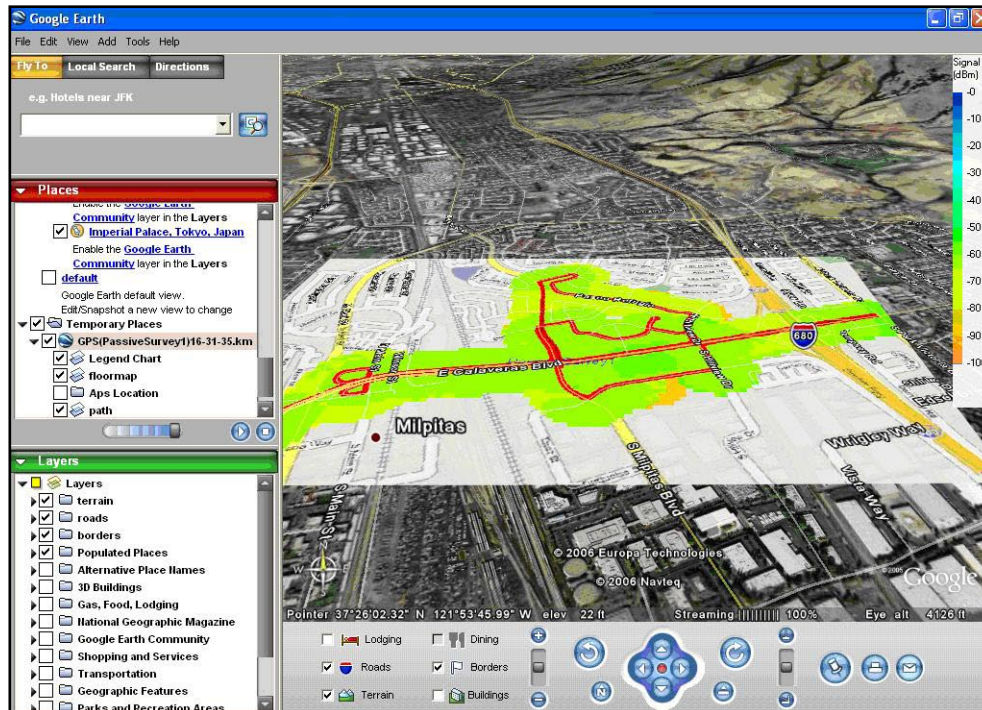 Google Earth
File Edit View Add Tools Help
Fly To Local Search Directions
e.g. Hotels near JFK
Places
Enable the Google Earth
Community layer in the Layers
Imperial Palace, Tokyo, Japan
Enable the Google Earth
Community layer in the Layers
default
Google Earth default view.
Edit/Snapshot a new view to change
Temporary Places
GPS(PassiveSurvey1)16-31-35.km
Legend Chart
floormap
Aps Location
path
Layers
Layers
terrain
roads
borders
Populated Places
Alternative Place Names
3D Buildings
Gas, Food, Lodging
National Geographic Magazine
Google Earth Community
Shopping and Services
Transportation
Geographic Features
Parks and Recreation Areas
Signal
(dBm)
-0
-10
-20
-30
-40
-50
-60
-70
-80
-90
-100
680
E Calaveras Blvd
Milpitas
Wrigley Way
S Milpitas Blvd
Vista Way
S Main St
N
W
© 2006 Europa Technologies
© 2006 Navteq
© 2005 Google
Pointer 37°26'02.32" N 121°53'45.99" W elev 22 ft Streaming |||||||||| 100% Eye alt 4126 ft
Lodging Dining
Roads Borders
Terrain Buildings
N